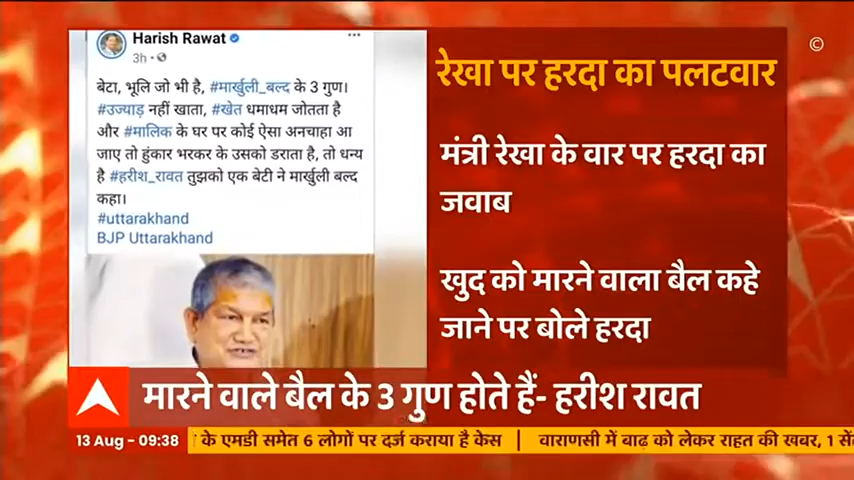 Harish Rawat
3h
बेटा, भूलि जो भी है, #मार्खुली_बल्द के 3 गुण।
#उज्याड़ नहीं खाता, #खेत धमाधम जोतता है
और #मालिक के घर पर कोई ऐसा अनचाहा आ
जाए तो हुंकार भरकर के उसको डराता है, तो धन्य
है #हरीश_रावत तुझको एक बेटी ने मार्खुली बल्द
कहा।
#uttarakhand
BJP Uttarakhand
©
रेखा पर हरदा का पलटवार
मंत्री रेखा के वार पर हरदा का
जवाब
खुद को मारने वाला बैल कहे
जाने पर बोले हरदा
मारने वाले बैल के 3 गुण होते हैं- हरीश रावत
13 Aug - 09:38
के एमडी समेत 6 लोगों पर दर्ज कराया है केस | वाराणसी में बाढ़ को लेकर राहत की खबर, 1 सें